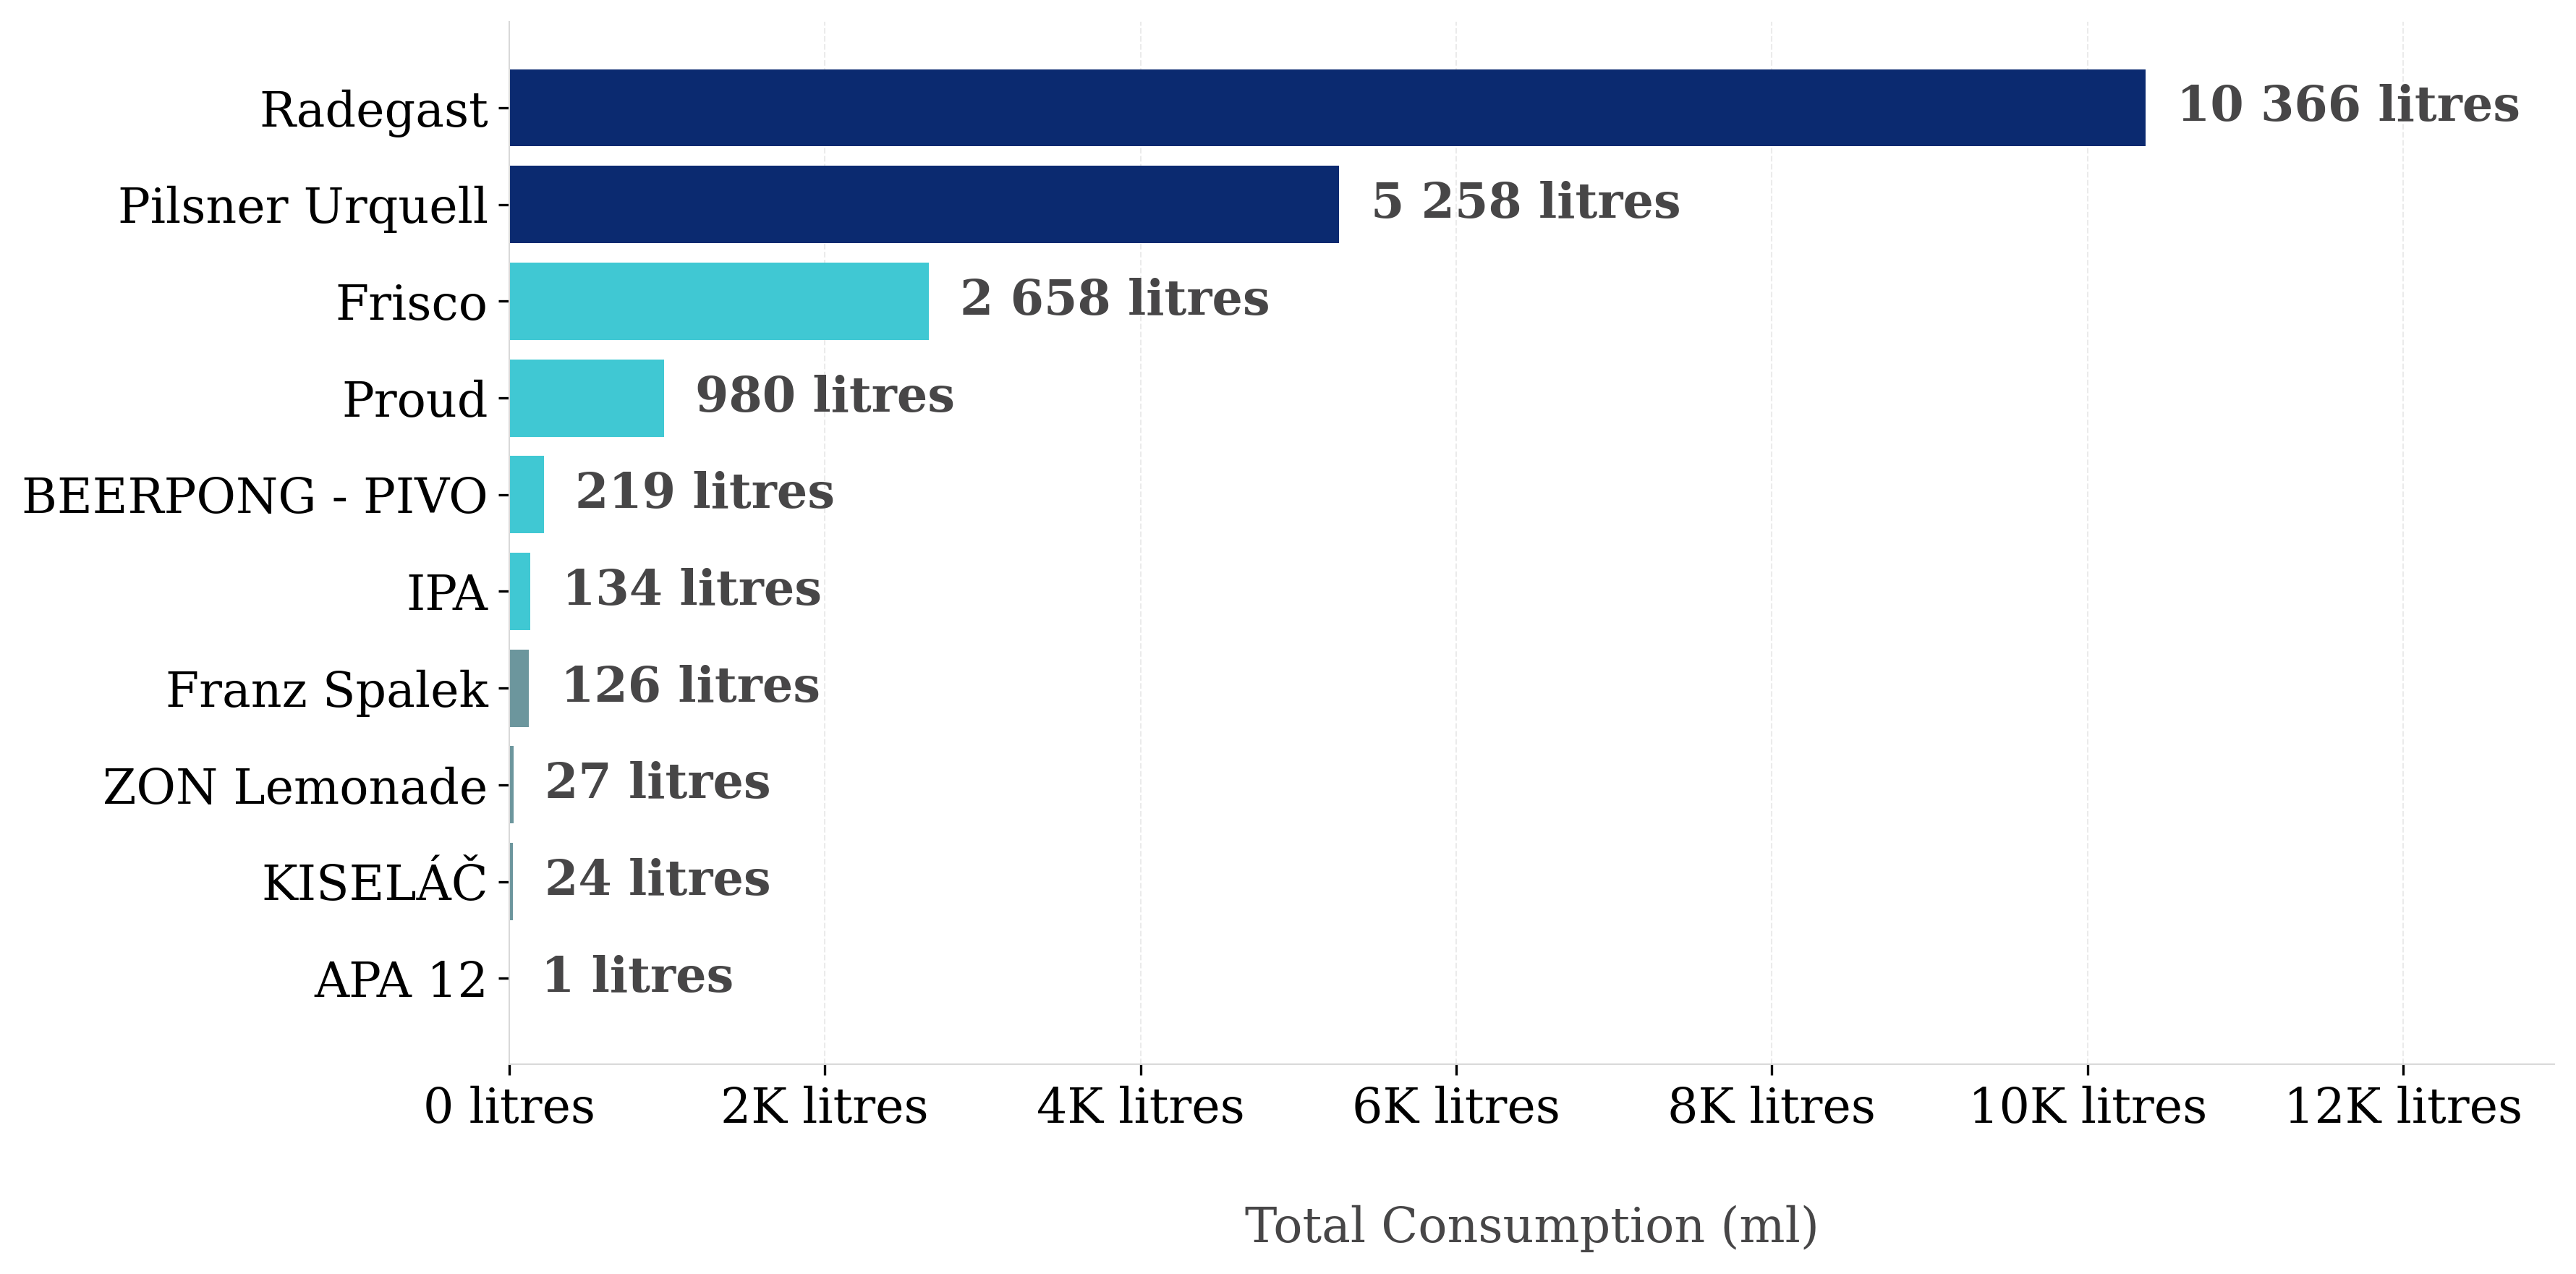 Radegast 10 366 litres
Pilsner Urquell 5 258 litres
Frisco 2 658 litres
Proud 980 litres
BEERPONG - PIVO 219 litres
IPA 134 litres
Franz Spalek 126 litres
ZON Lemonade 27 litres
KISELÁČ 24 litres
APA 12 1 litres
0 litres 2K litres 4K litres 6K litres 8K litres 10K litres 12K litres
Total Consumption (ml)